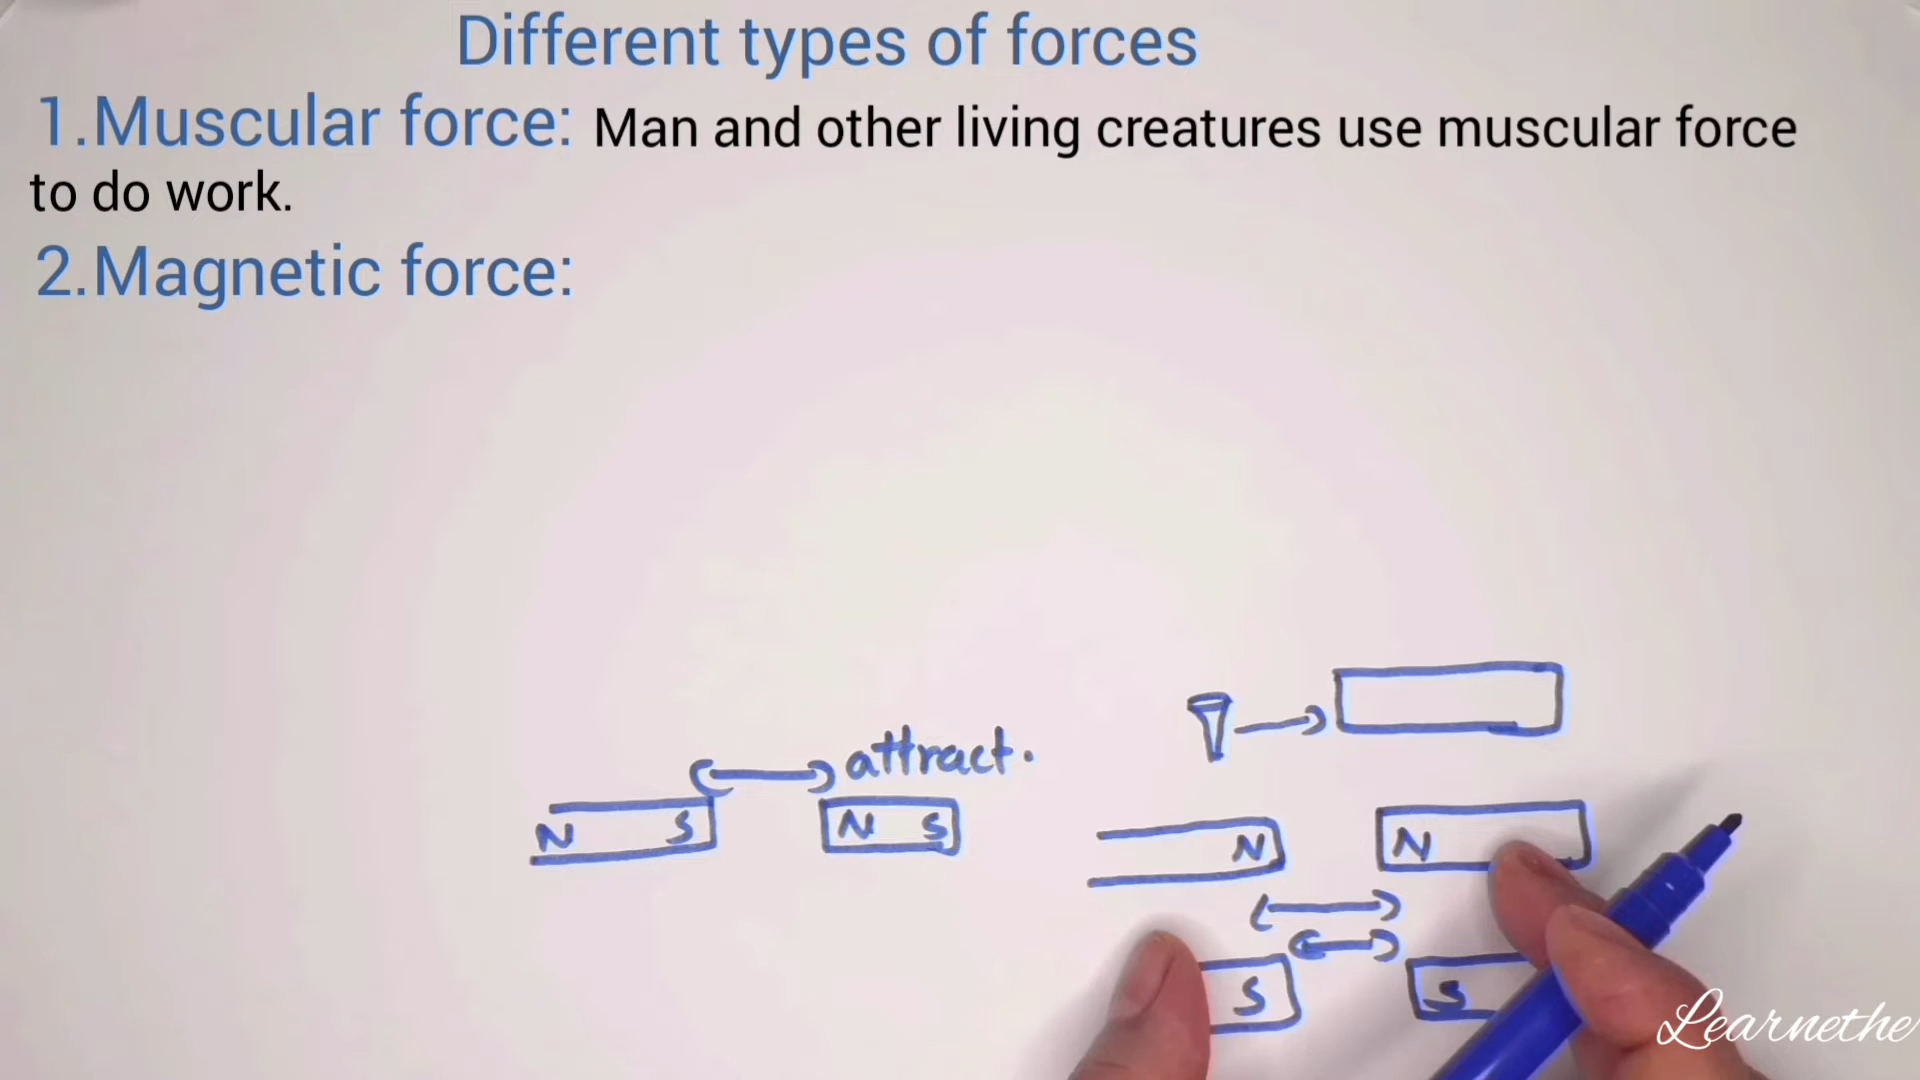 Different types of forces
1.Muscular force: Man and other living creatures use muscular force
to do work.
2.Magnetic force:
attract.
N S N S
N N
S S
Learnethe